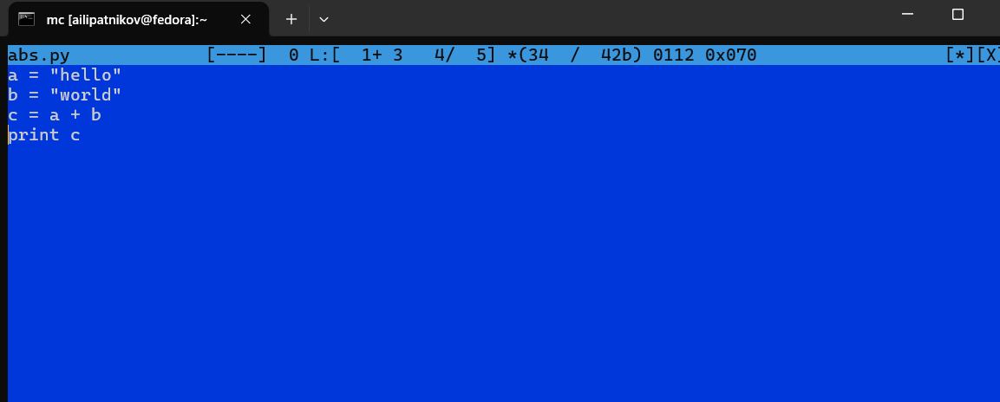 mc [ailipatnikov@fedora]:~
abs.py [----] 0 L:[ 1+ 3 4/ 5] *(34 / 42b) 0112 0x070 [*][X]
a = "hello"
b = "world"
c = a + b
print c